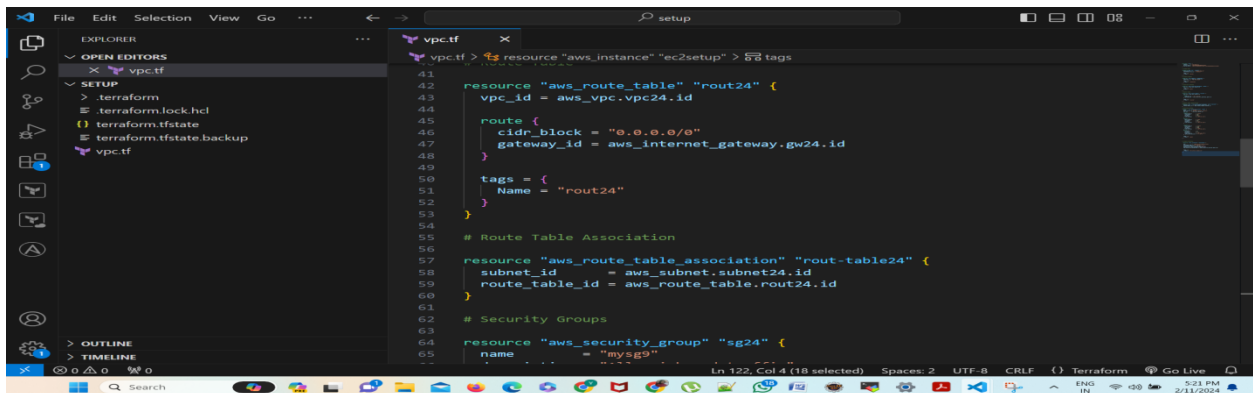 File Edit Selection View Go ··· setup
EXPLORER ···
OPEN EDITORS
vpc.tf
SETUP
.terraform
.terraform.lock.hcl
terraform.tfstate
terraform.tfstate.backup
vpc.tf
OUTLINE
TIMELINE
vpc.tf
vpc.tf > resource "aws_instance" "ec2setup" > tags
41
42 resource "aws_route_table" "rout24" {
43 vpc_id = aws_vpc.vpc24.id
44
45 route {
46 cidr_block = "0.0.0.0/0"
47 gateway_id = aws_internet_gateway.gw24.id
48 }
49
50 tags = {
51 Name = "rout24"
52 }
53 }
54
55 # Route Table Association
56
57 resource "aws_route_table_association" "rout-table24" {
58 subnet_id = aws_subnet.subnet24.id
59 route_table_id = aws_route_table.rout24.id
60 }
61
62 # Security Groups
63
64 resource "aws_security_group" "sg24" {
65 name = "mysg9"
0 0 0 Ln 122, Col 4 (18 selected) Spaces: 2 UTF-8 CRLF {} Terraform Go Live
Search ENG IN 5:21 PM 2/11/2024